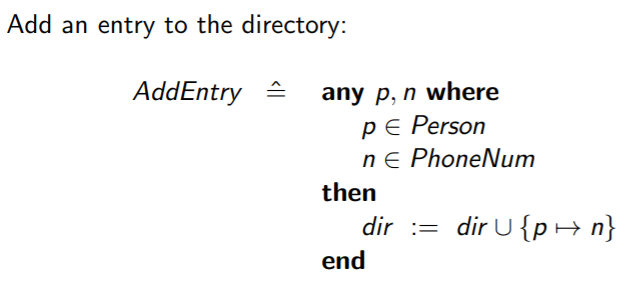 Add an entry to the directory:
AddEntry ≙ any p, n where
p ∈ Person
n ∈ PhoneNum
then
dir := dir ∪ {p ↦ n}
end